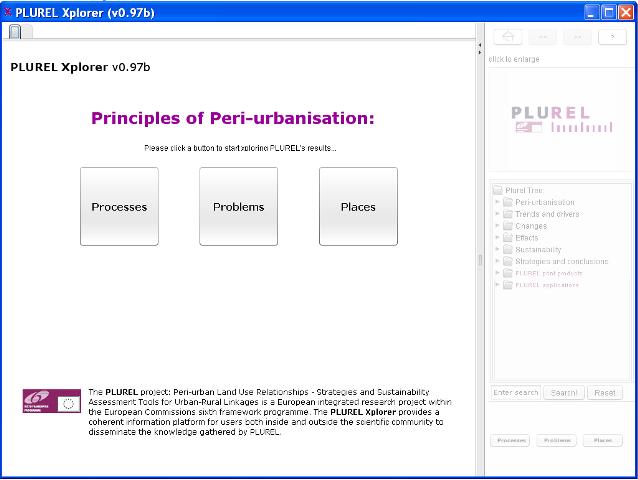 PLUREL Xplorer (v0.97b)
PLUREL Xplorer v0.97b
Principles of Peri-urbanisation:
Please click a button to start xploring PLUREL's results...
Processes
Problems
Places
The PLUREL project: Peri-urban Land Use Relationships - Strategies and Sustainability
Assessment Tools for Urban-Rural Linkages is a European integrated research project within
the European Commissions sixth framework programme. The PLUREL Xplorer provides a
coherent information platform for users both inside and outside the scientific community to
disseminate the knowledge gathered by PLUREL.
click to enlarge
PLUREL
Plurel Tree:
Peri-urbanisation
Trends and drivers
Changes
Effects
Sustainability
Strategies and conclusions
PLUREL print products
PLUREL applications
Enter search
Search!
Reset
Processes
Problems
Places